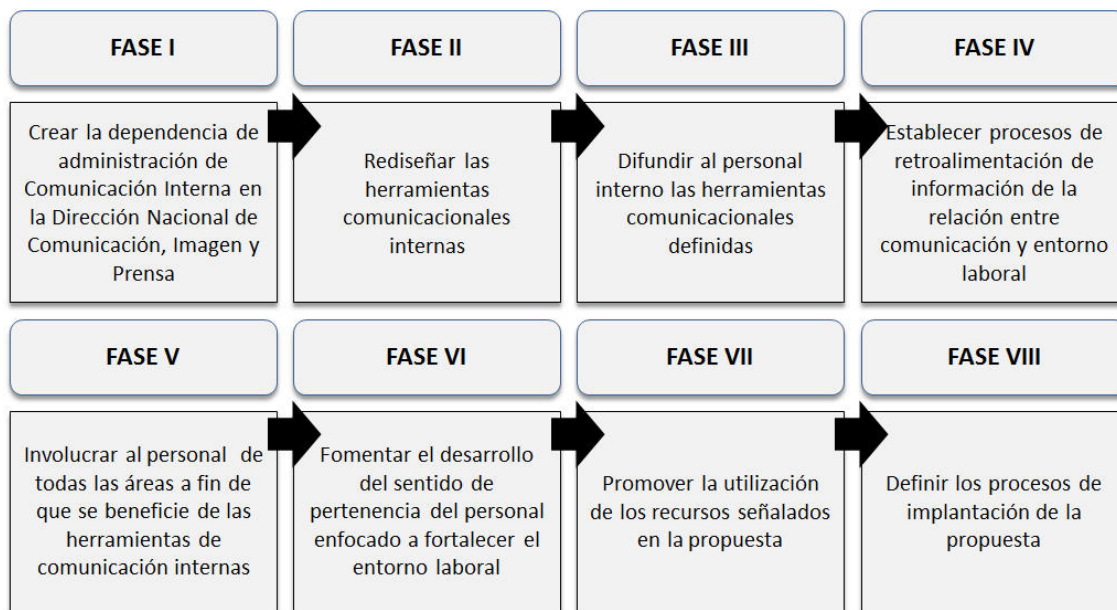 FASE I
FASE II
FASE III
FASE IV
Crear la dependencia de
administración de
Comunicación Interna en
la Dirección Nacional de
Comunicación, Imagen y
Prensa
Rediseñar las
herramientas
comunicacionales
internas
Difundir al personal
interno las herramientas
comunicacionales
definidas
Establecer procesos de
retroalimentación de
información de la
relación entre
comunicación y entorno
laboral
FASE V
FASE VI
FASE VII
FASE VIII
Involucrar al personal de
todas las áreas a fin de
que se beneficie de las
herramientas de
comunicación internas
Fomentar el desarrollo
del sentido de
pertenencia del personal
enfocado a fortalecer el
entorno laboral
Promover la utilización
de los recursos señalados
en la propuesta
Definir los procesos de
implantación de la
propuesta